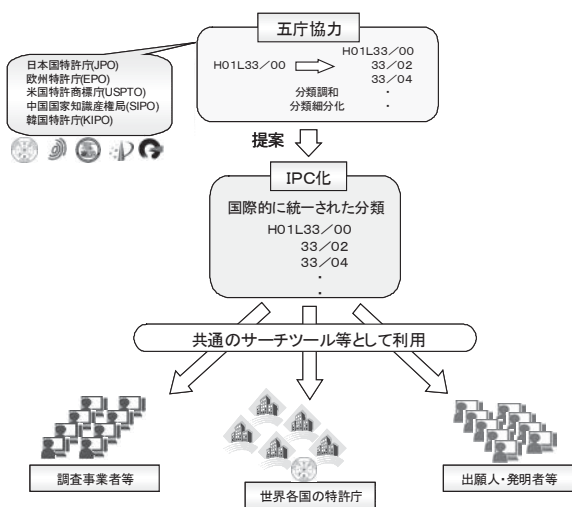 五庁協力
日本国特許庁(JPO)
欧州特許庁(EPO)
米国特許商標庁(USPTO)
中国国家知識産権局(SIPO)
韓国特許庁(KIPO)
H01L33／00
H01L33／00
33／02
33／04
分類調和 ・
分類細分化 ・
提案
IPC化
国際的に統一された分類
H01L33／00
33／02
33／04
・
・
共通のサーチツール等として利用
調査事業者等
世界各国の特許庁
出願人・発明者等